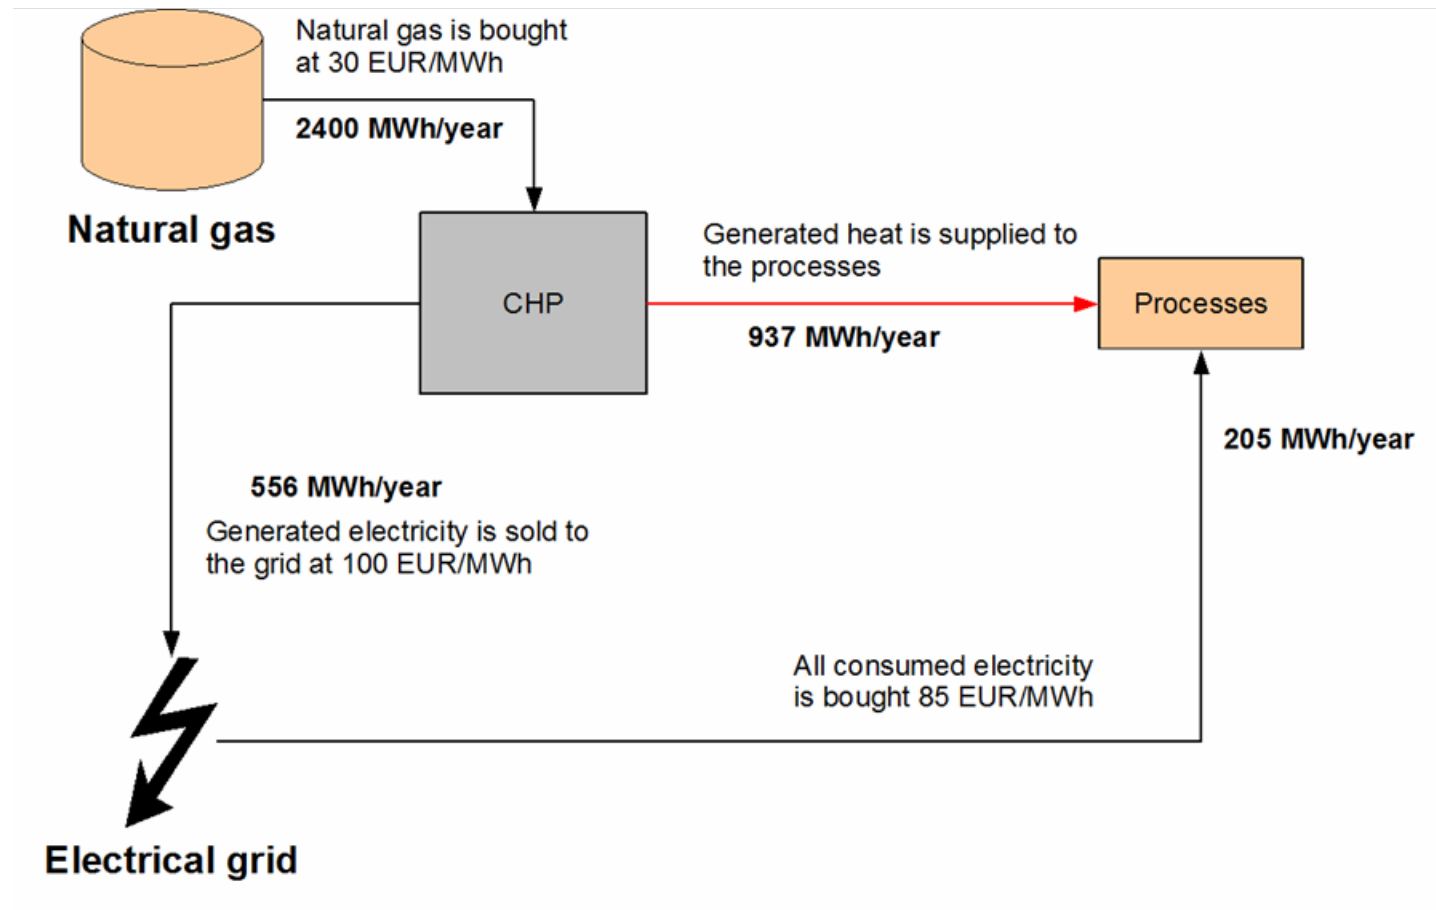 Natural gas is bought
at 30 EUR/MWh
2400 MWh/year
Natural gas
Generated heat is supplied to
the processes
CHP
Processes
937 MWh/year
205 MWh/year
556 MWh/year
Generated electricity is sold to
the grid at 100 EUR/MWh
All consumed electricity
is bought 85 EUR/MWh
Electrical grid